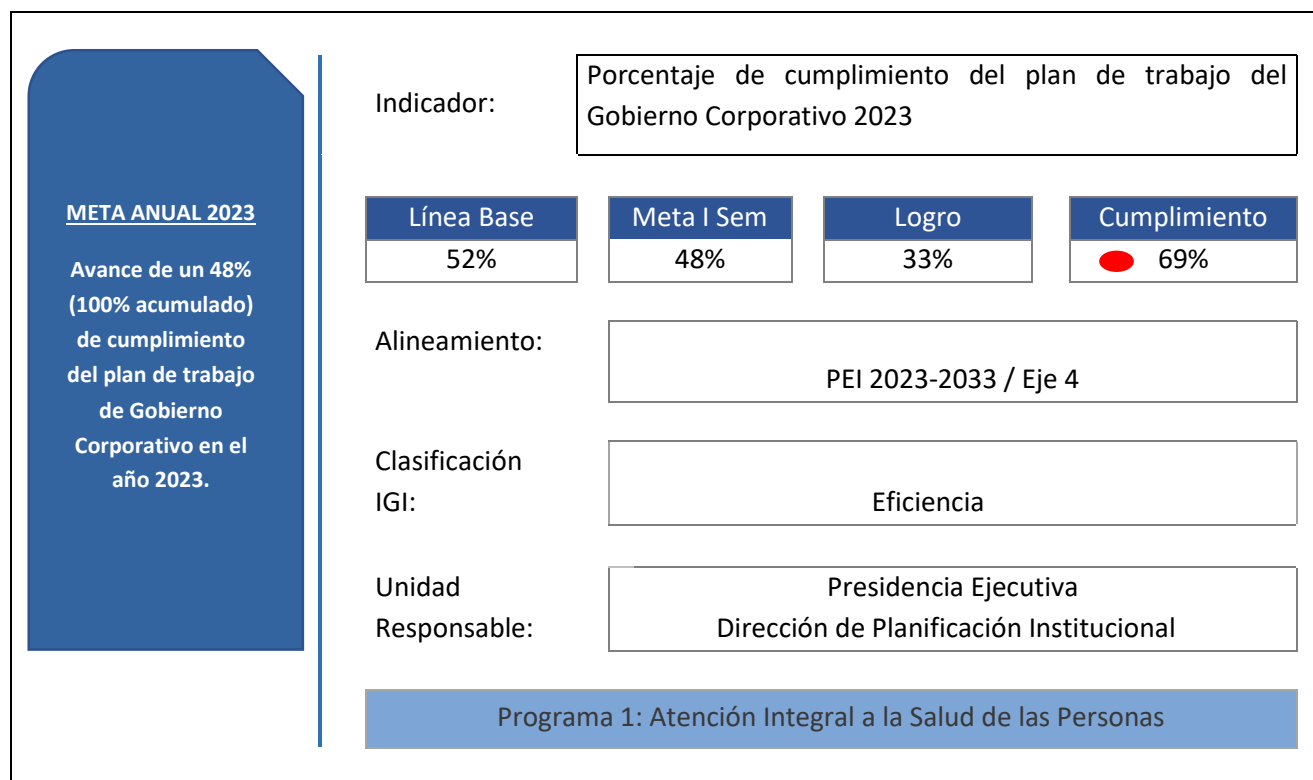 META ANUAL 2023
Avance de un 48%
(100% acumulado)
de cumplimiento
del plan de trabajo
de Gobierno
Corporativo en el
año 2023.
Indicador:
Porcentaje de cumplimiento del plan de trabajo del
Gobierno Corporativo 2023
Línea Base
52%
Meta I Sem
48%
Logro
33%
Cumplimiento
69%
Alineamiento:
PEI 2023-2033 / Eje 4
Clasificación
IGI:
Eficiencia
Unidad
Responsable:
Presidencia Ejecutiva
Dirección de Planificación Institucional
Programa 1: Atención Integral a la Salud de las Personas